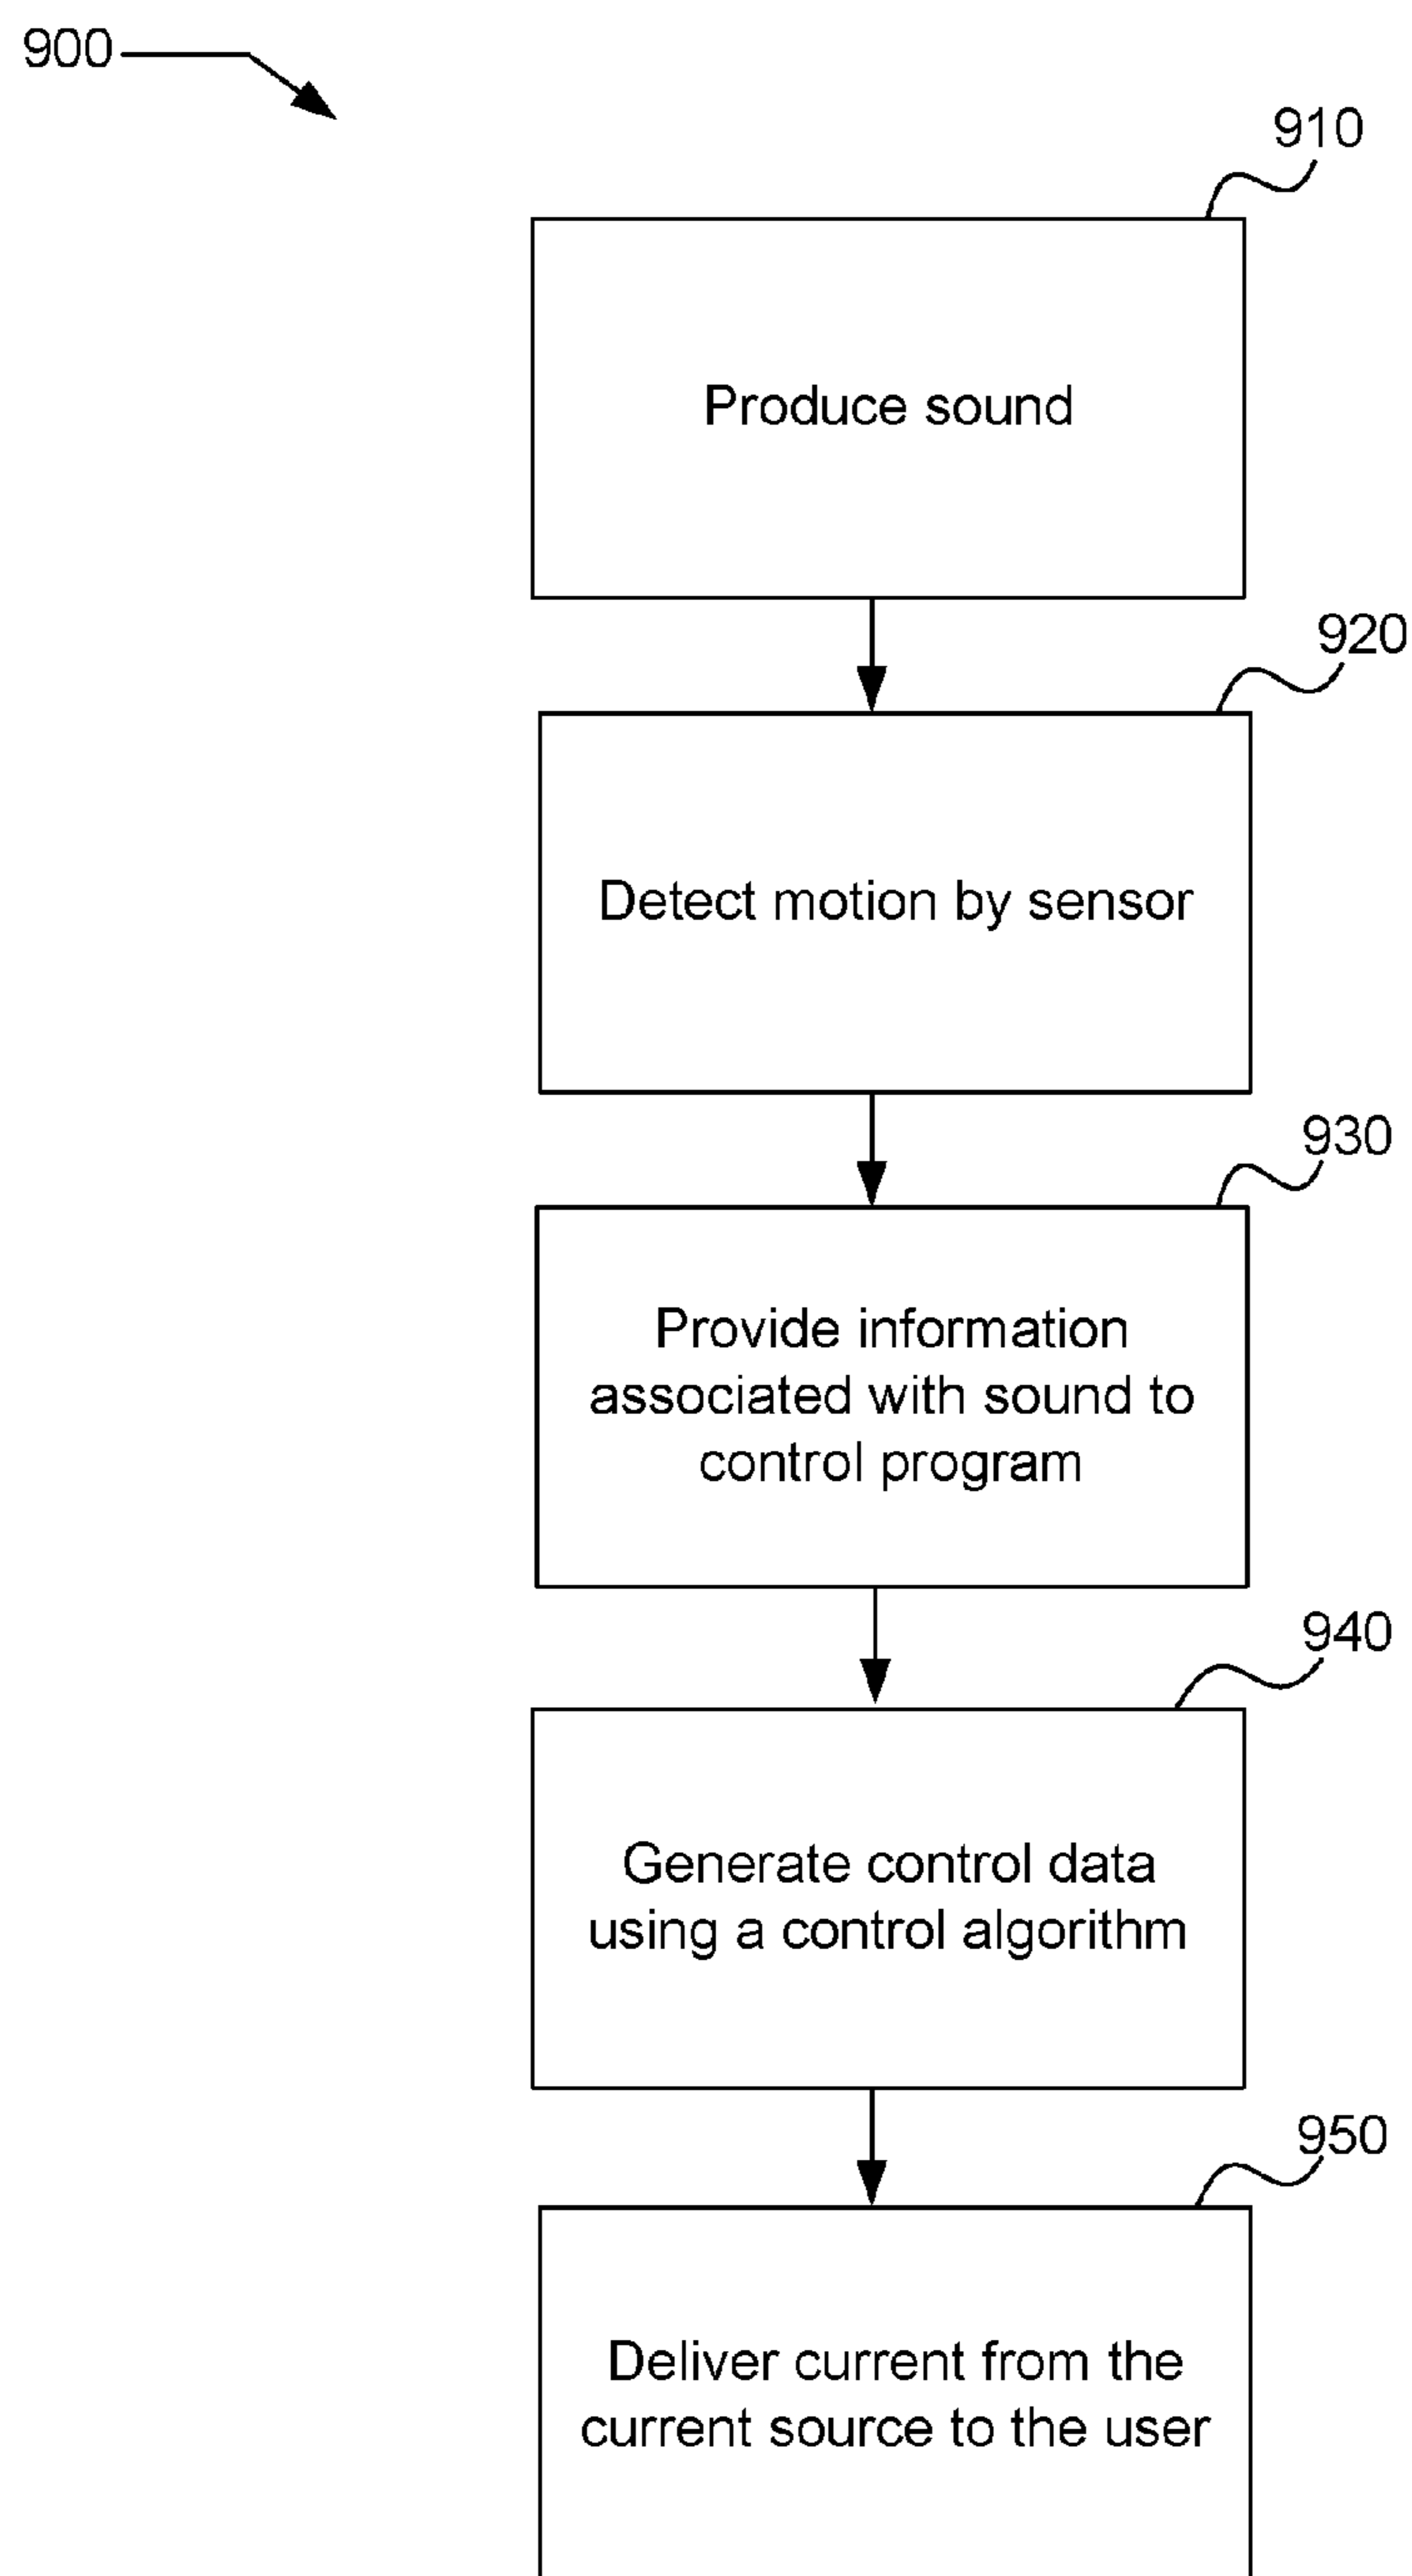 900
910
Produce sound
920
Detect motion by sensor
930
Provide information
associated with sound to
control program
940
Generate control data
using a control algorithm
950
Deliver current from the
current source to the user